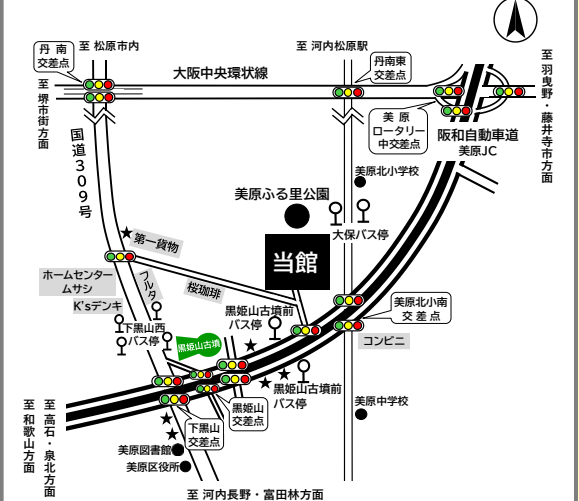 至 松原市内
至 河内松原駅
丹 南
交差点
丹南東
交差点
大阪中央環状線
至 堺市街方面
至 羽曳野・藤井寺市方面
美 原
ロータリー
中交差点
阪和自動車道
美原JC
国道309号
美原北小学校
美原ふる里公園
大保バス停
第一貨物
当館
ホームセンター
ムサシ
フルタ
桜珈琲
K'sデンキ
黒姫山古墳前
バス停
美原北小南
交 差 点
下黒山西
バス停
黒姫山古墳
コンビニ
黒姫山古墳前
バス停
黒姫山
交差点
美原中学校
至 和歌山方面
至 高石・泉北方面
下黒山
交差点
美原図書館
美原区役所
至 河内長野・富田林方面